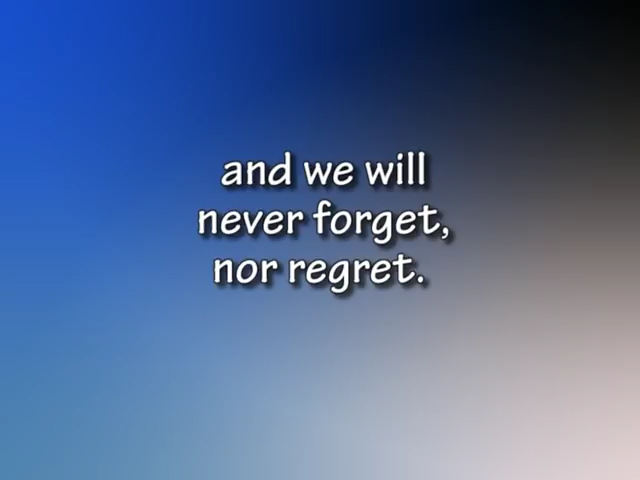 and we will
never forget,
nor regret.